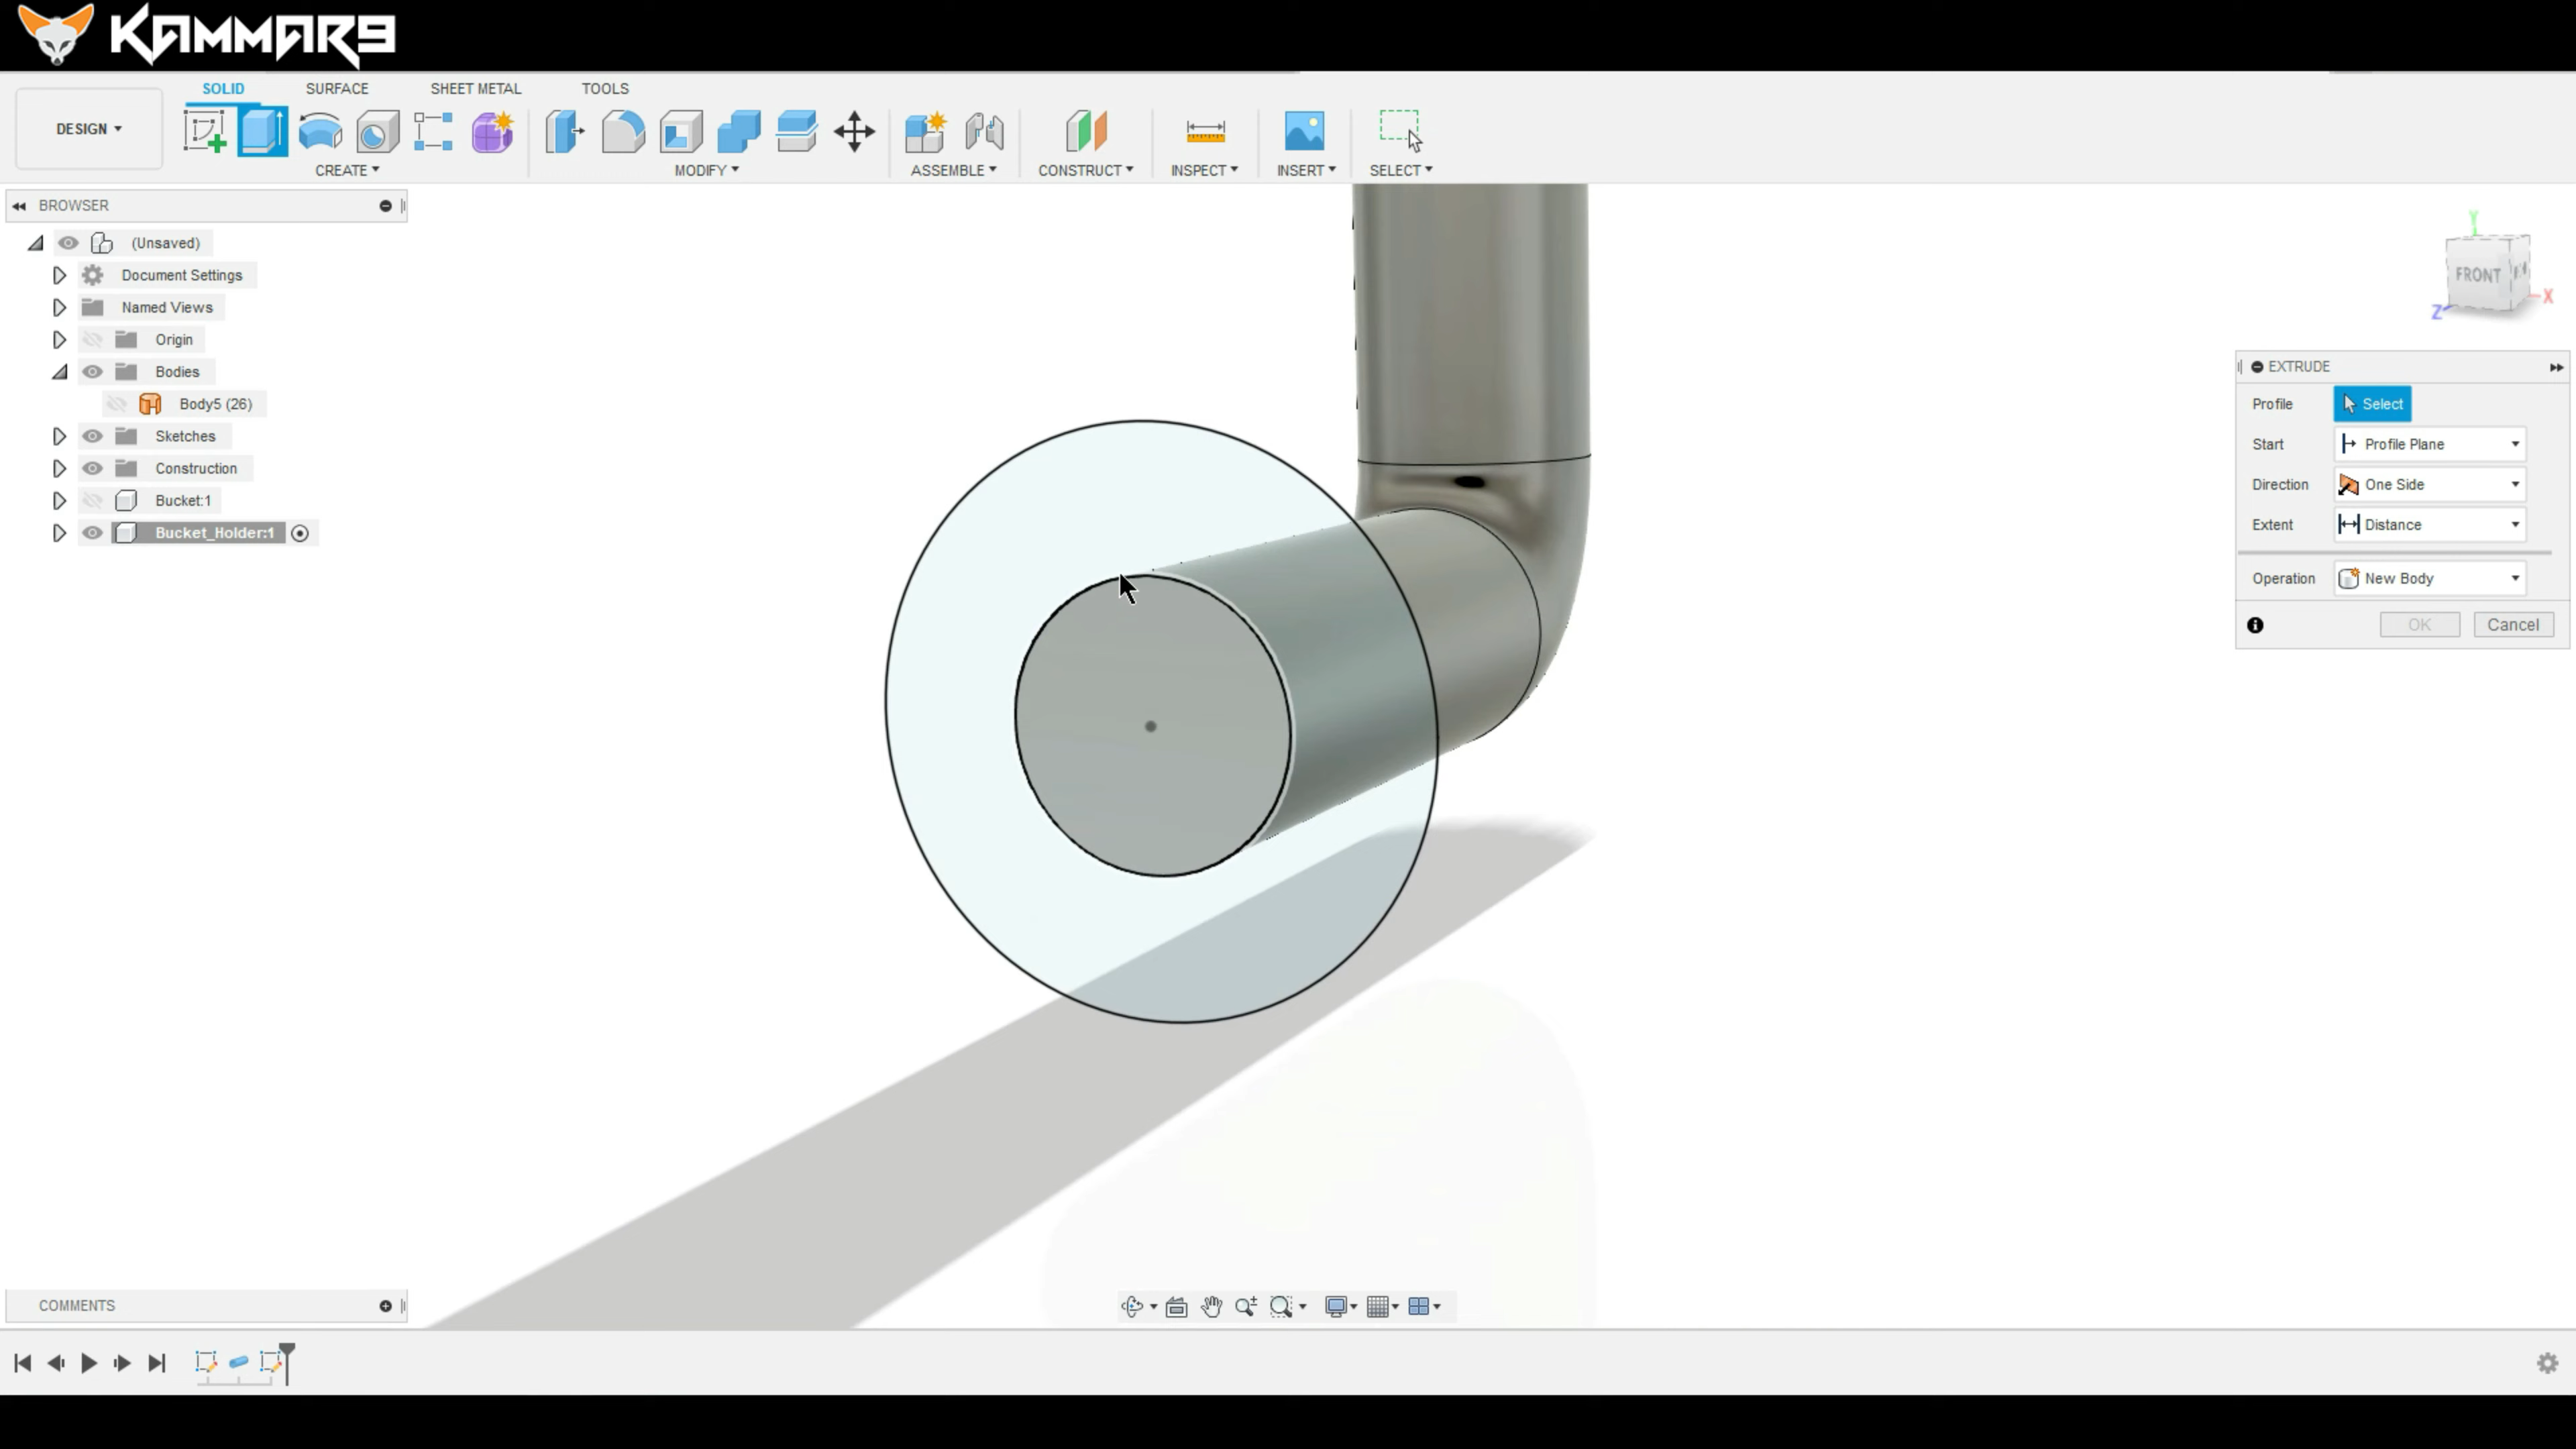 KAMMAR9
SOLID SURFACE SHEET METAL TOOLS
DESIGN
CREATE MODIFY ASSEMBLE CONSTRUCT INSPECT INSERT SELECT
BROWSER
(Unsaved)
Document Settings
Named Views
Origin
Bodies
Body5 (26)
Sketches
Construction
Bucket:1
Bucket_Holder:1
Y
FRONT
X
Z
EXTRUDE
Profile Select
Start Profile Plane
Direction One Side
Extent Distance
Operation New Body
OK Cancel
COMMENTS